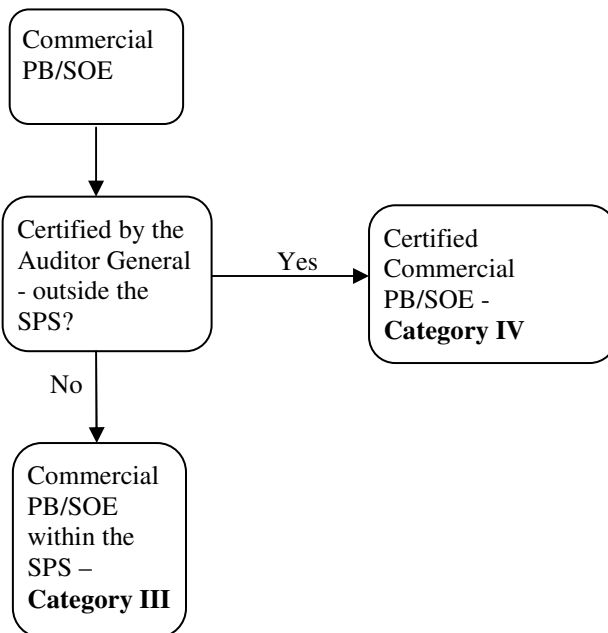 Commercial
PB/SOE
Certified by the
Auditor General
- outside the
SPS?
Yes
Certified
Commercial
PB/SOE -
Category IV
No
Commercial
PB/SOE
within the
SPS –
Category III